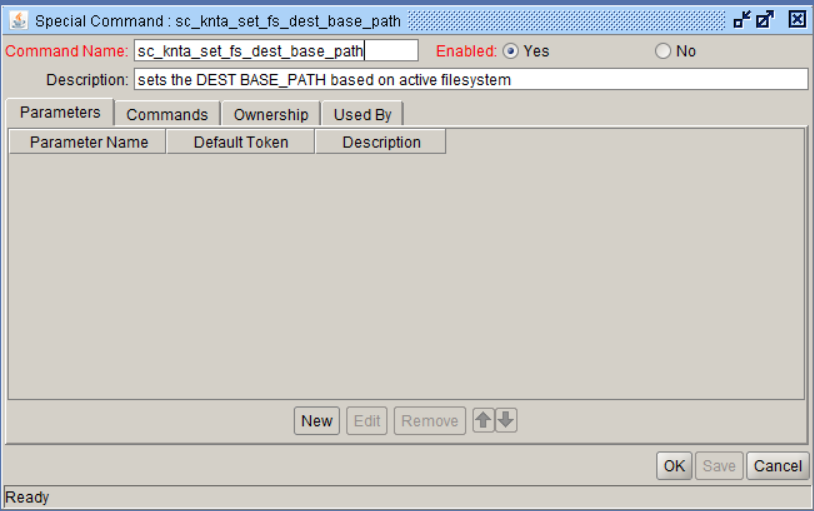 Special Command : sc_knta_set_fs_dest_base_path
Command Name: sc_knta_set_fs_dest_base_path Enabled: Yes No
Description: sets the DEST BASE_PATH based on active filesystem
Parameters Commands Ownership Used By
Parameter Name Default Token Description
New Edit Remove
OK Save Cancel
Ready